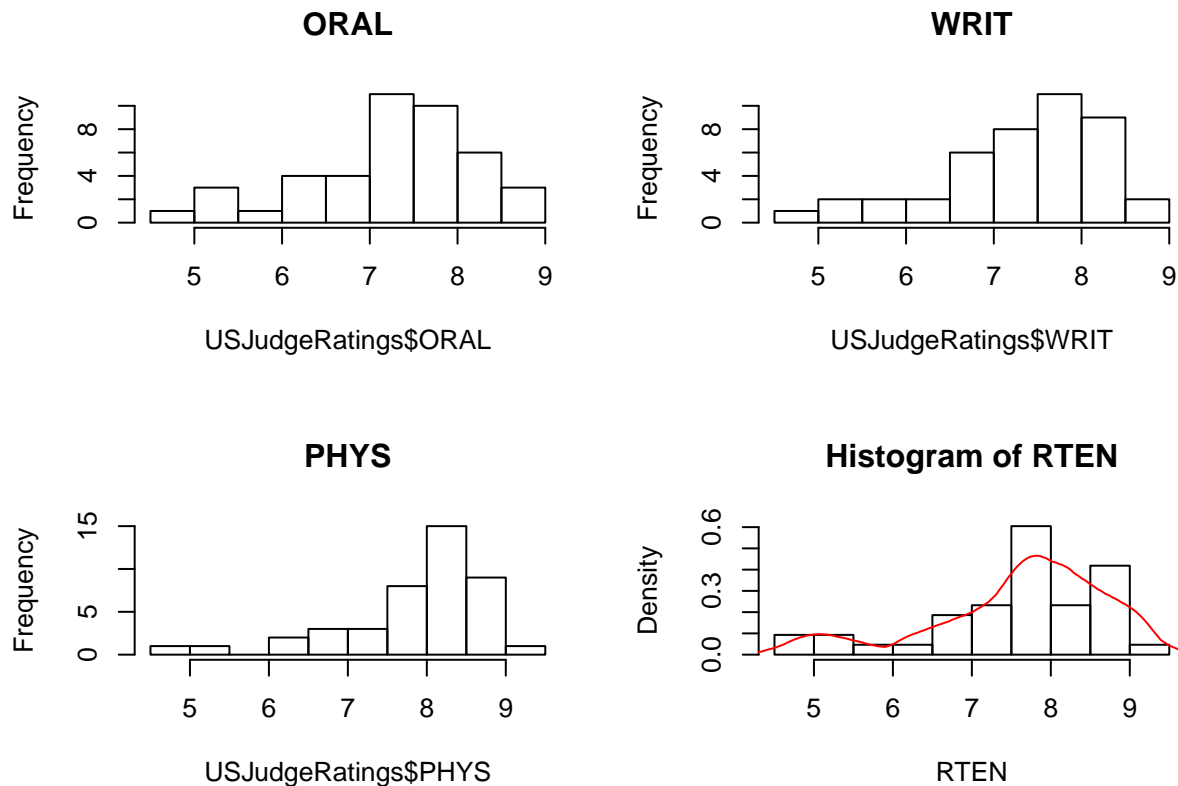 ORAL
Frequency
0
4
8
5
6
7
8
9
USJudgeRatings$ORAL
WRIT
Frequency
0
4
8
5
6
7
8
9
USJudgeRatings$WRIT
PHYS
Frequency
0
5
15
5
6
7
8
9
USJudgeRatings$PHYS
Histogram of RTEN
Density
0.0
0.3
0.6
5
6
7
8
9
RTEN